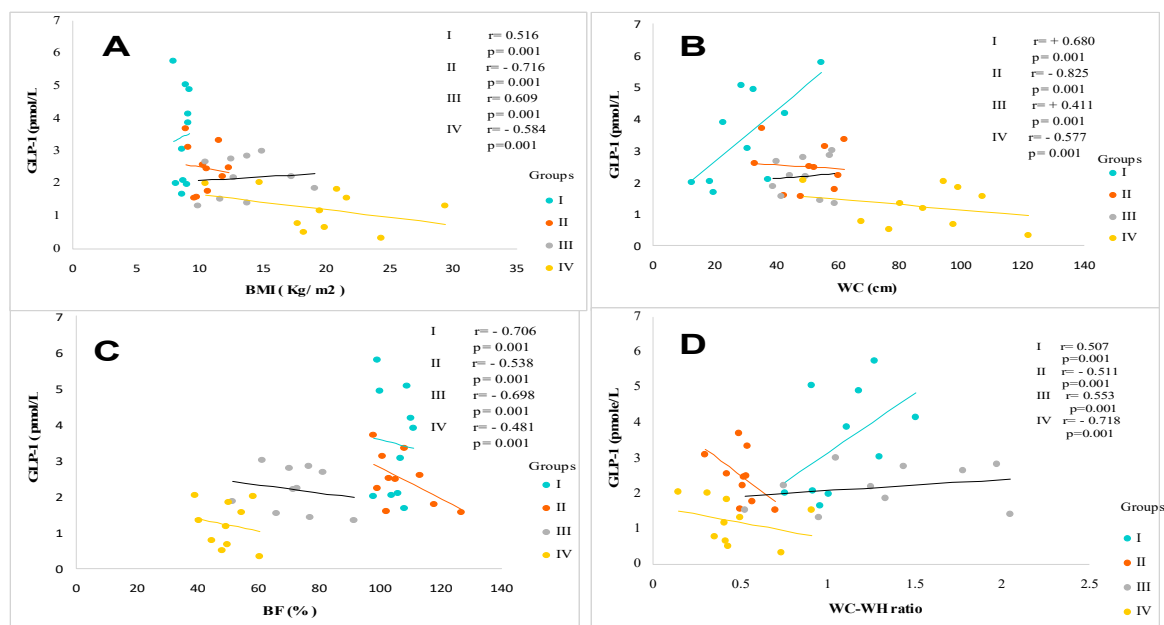 A
GLP-1 (pmol/L)
7
6
5
4
3
2
1
0
0 5 10 15 20 25 30 35
BMI ( Kg/ m2 )
I r= 0.516
p= 0.001
II r= - 0.716
p= 0.001
III r= 0.609
p= 0.001
IV r= - 0.584
p=0.001
Groups
I
II
III
IV
B
GLP-1 (pmol/L)
7
6
5
4
3
2
1
0
0 20 40 60 80 100 120 140
WC (cm)
I r= + 0.680
p= 0.001
II r= - 0.825
p= 0.001
III r= + 0.411
p= 0.001
IV r= - 0.577
p= 0.001
Groups
I
II
III
IV
C
GLP-1 (pmol/L)
7
6
5
4
3
2
1
0
0 20 40 60 80 100 120 140
BF (% )
I r= - 0.706
p= 0.001
II r= - 0.538
p= 0.001
III r= - 0.698
p= 0.001
IV r= - 0.481
p= 0.001
Groups
I
II
III
IV
D
GLP-1 (pmole/L)
7
6
5
4
3
2
1
0
0 0.5 1 1.5 2 2.5
WC-WH ratio
I r= 0.507
p=0.001
II r= - 0.511
p=0.001
III r= 0.553
p=0.001
IV r= - 0.718
p=0.001
Groups
I
II
III
IV